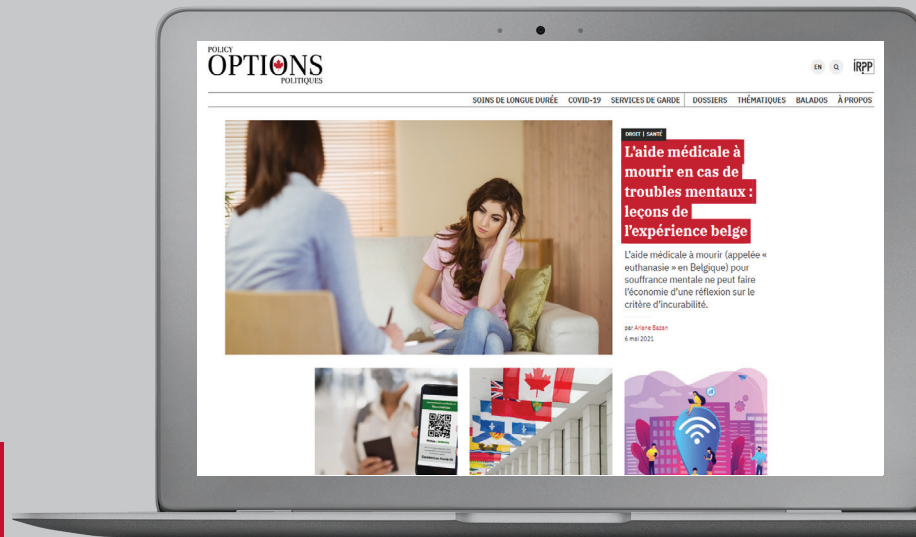 POLICY
OPTIONS
POLITIQUES
EN
IRPP
SOINS DE LONGUE DURÉE COVID-19 SERVICES DE GARDE DOSSIERS THÉMATIQUES BALADOS À PROPOS
DROIT | SANTÉ
L'aide médicale à
mourir en cas de
troubles mentaux :
leçons de
l'expérience belge
L'aide médicale à mourir (appelée «
euthanasie » en Belgique) pour
souffrance mentale ne peut faire
l'économie d'une réflexion sur le
critère d'incurabilité.
par Ariane Bazan
6 mai 2021